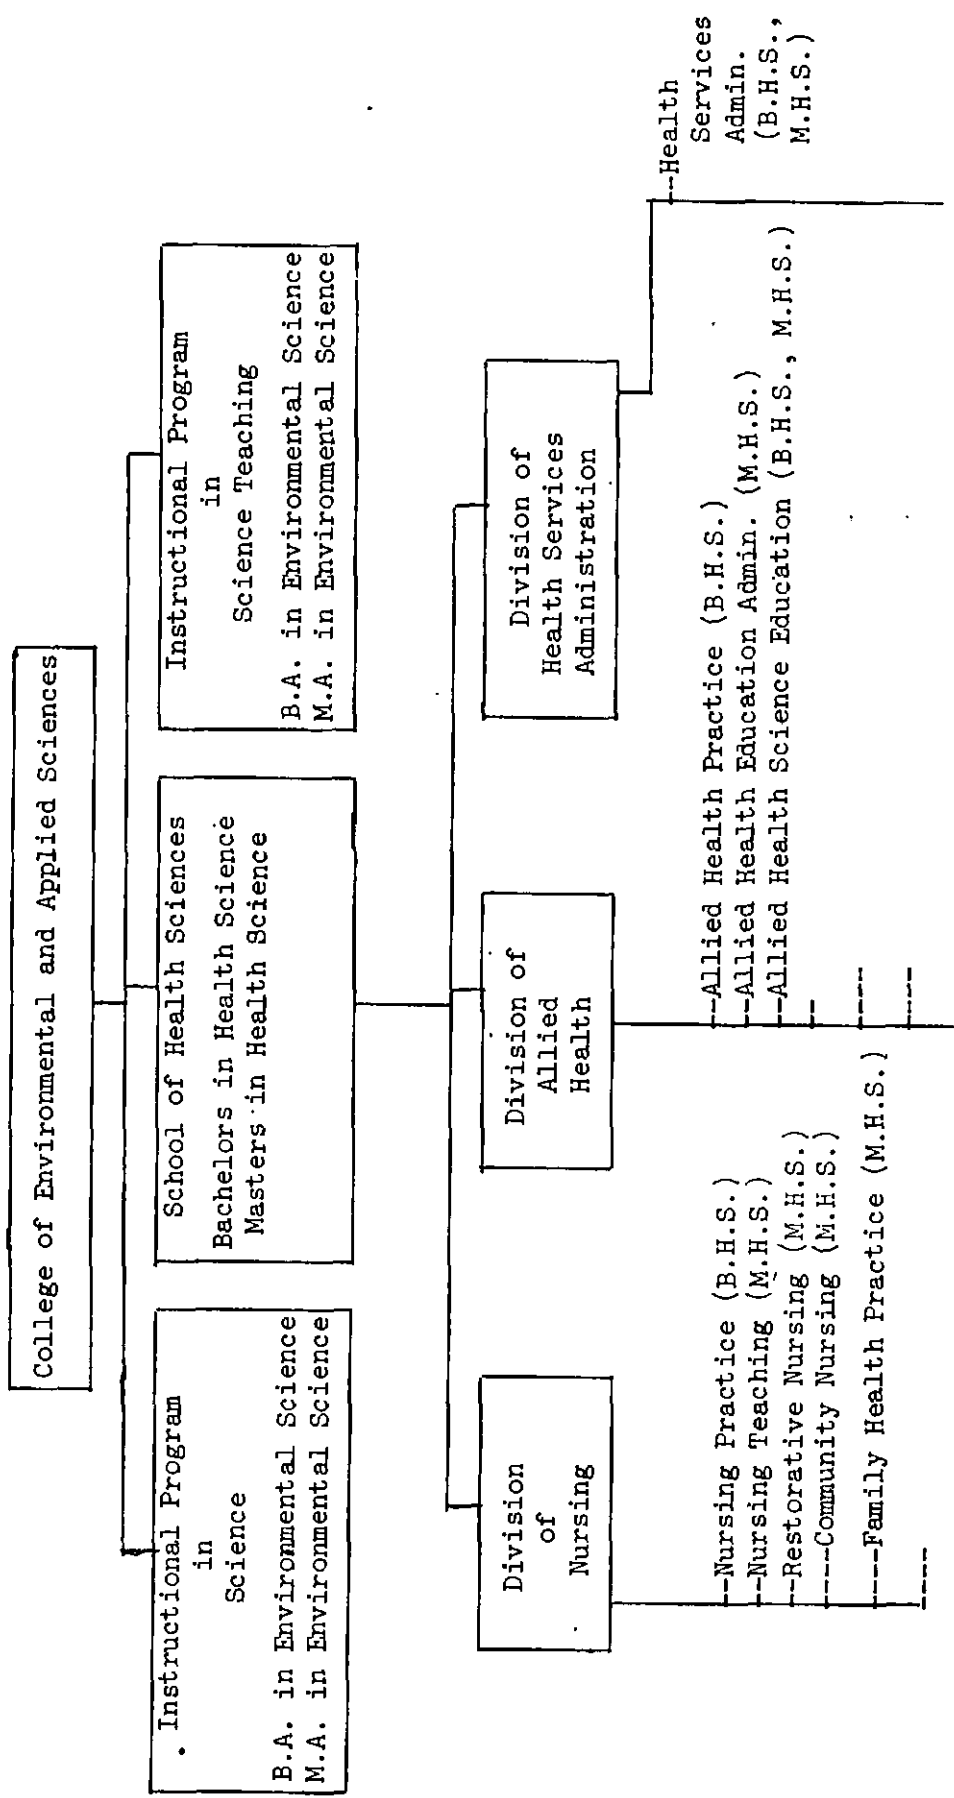 College of Environmental and Applied Sciences
Instructional Program
in
Science
B.A. in Environmental Science
M.A. in Environmental Science
School of Health Sciences
Bachelors in Health Science
Masters in Health Science
Instructional Program
in
Science Teaching
B.A. in Environmental Science
M.A. in Environmental Science
Division
of
Nursing
Division of
Allied
Health
Division of
Health Services
Administration
Nursing Practice (B.H.S.)
Nursing Teaching (M.H.S.)
Restorative Nursing (M.H.S.)
Community Nursing (M.H.S.)
Family Health Practice (M.H.S.)
Allied Health Practice (B.H.S.)
Allied Health Education Admin. (M.H.S.)
Allied Health Science Education (B.H.S., M.H.S.)
Health
Services
Admin.
(B.H.S.,
M.H.S.)